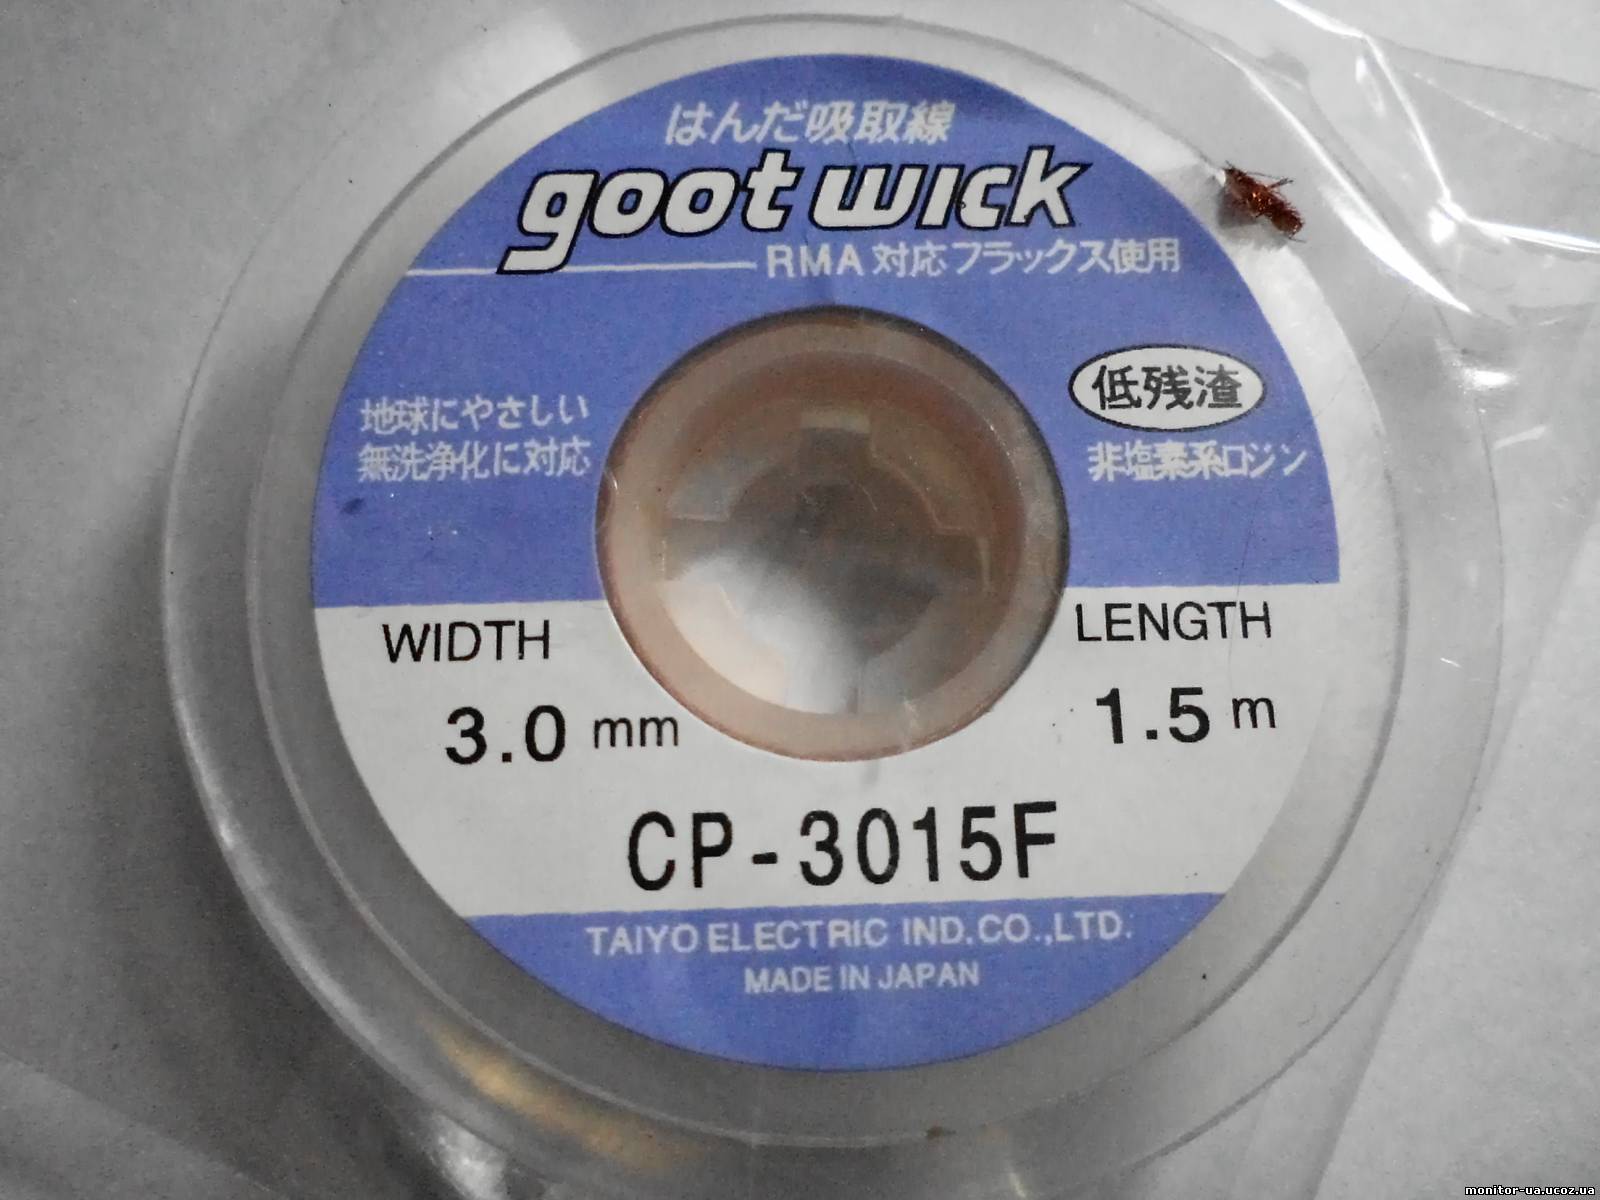 はんだ吸取線
goot wick
RMA 対応フラックス使用
低残渣
地球にやさしい
無洗浄化に対応
非塩素系ロジン
WIDTH
3.0 mm
LENGTH
1.5 m
CP-3015F
TAIYO ELECTRIC IND.CO.,LTD.
MADE IN JAPAN
monitor-ua.ucoz.ua